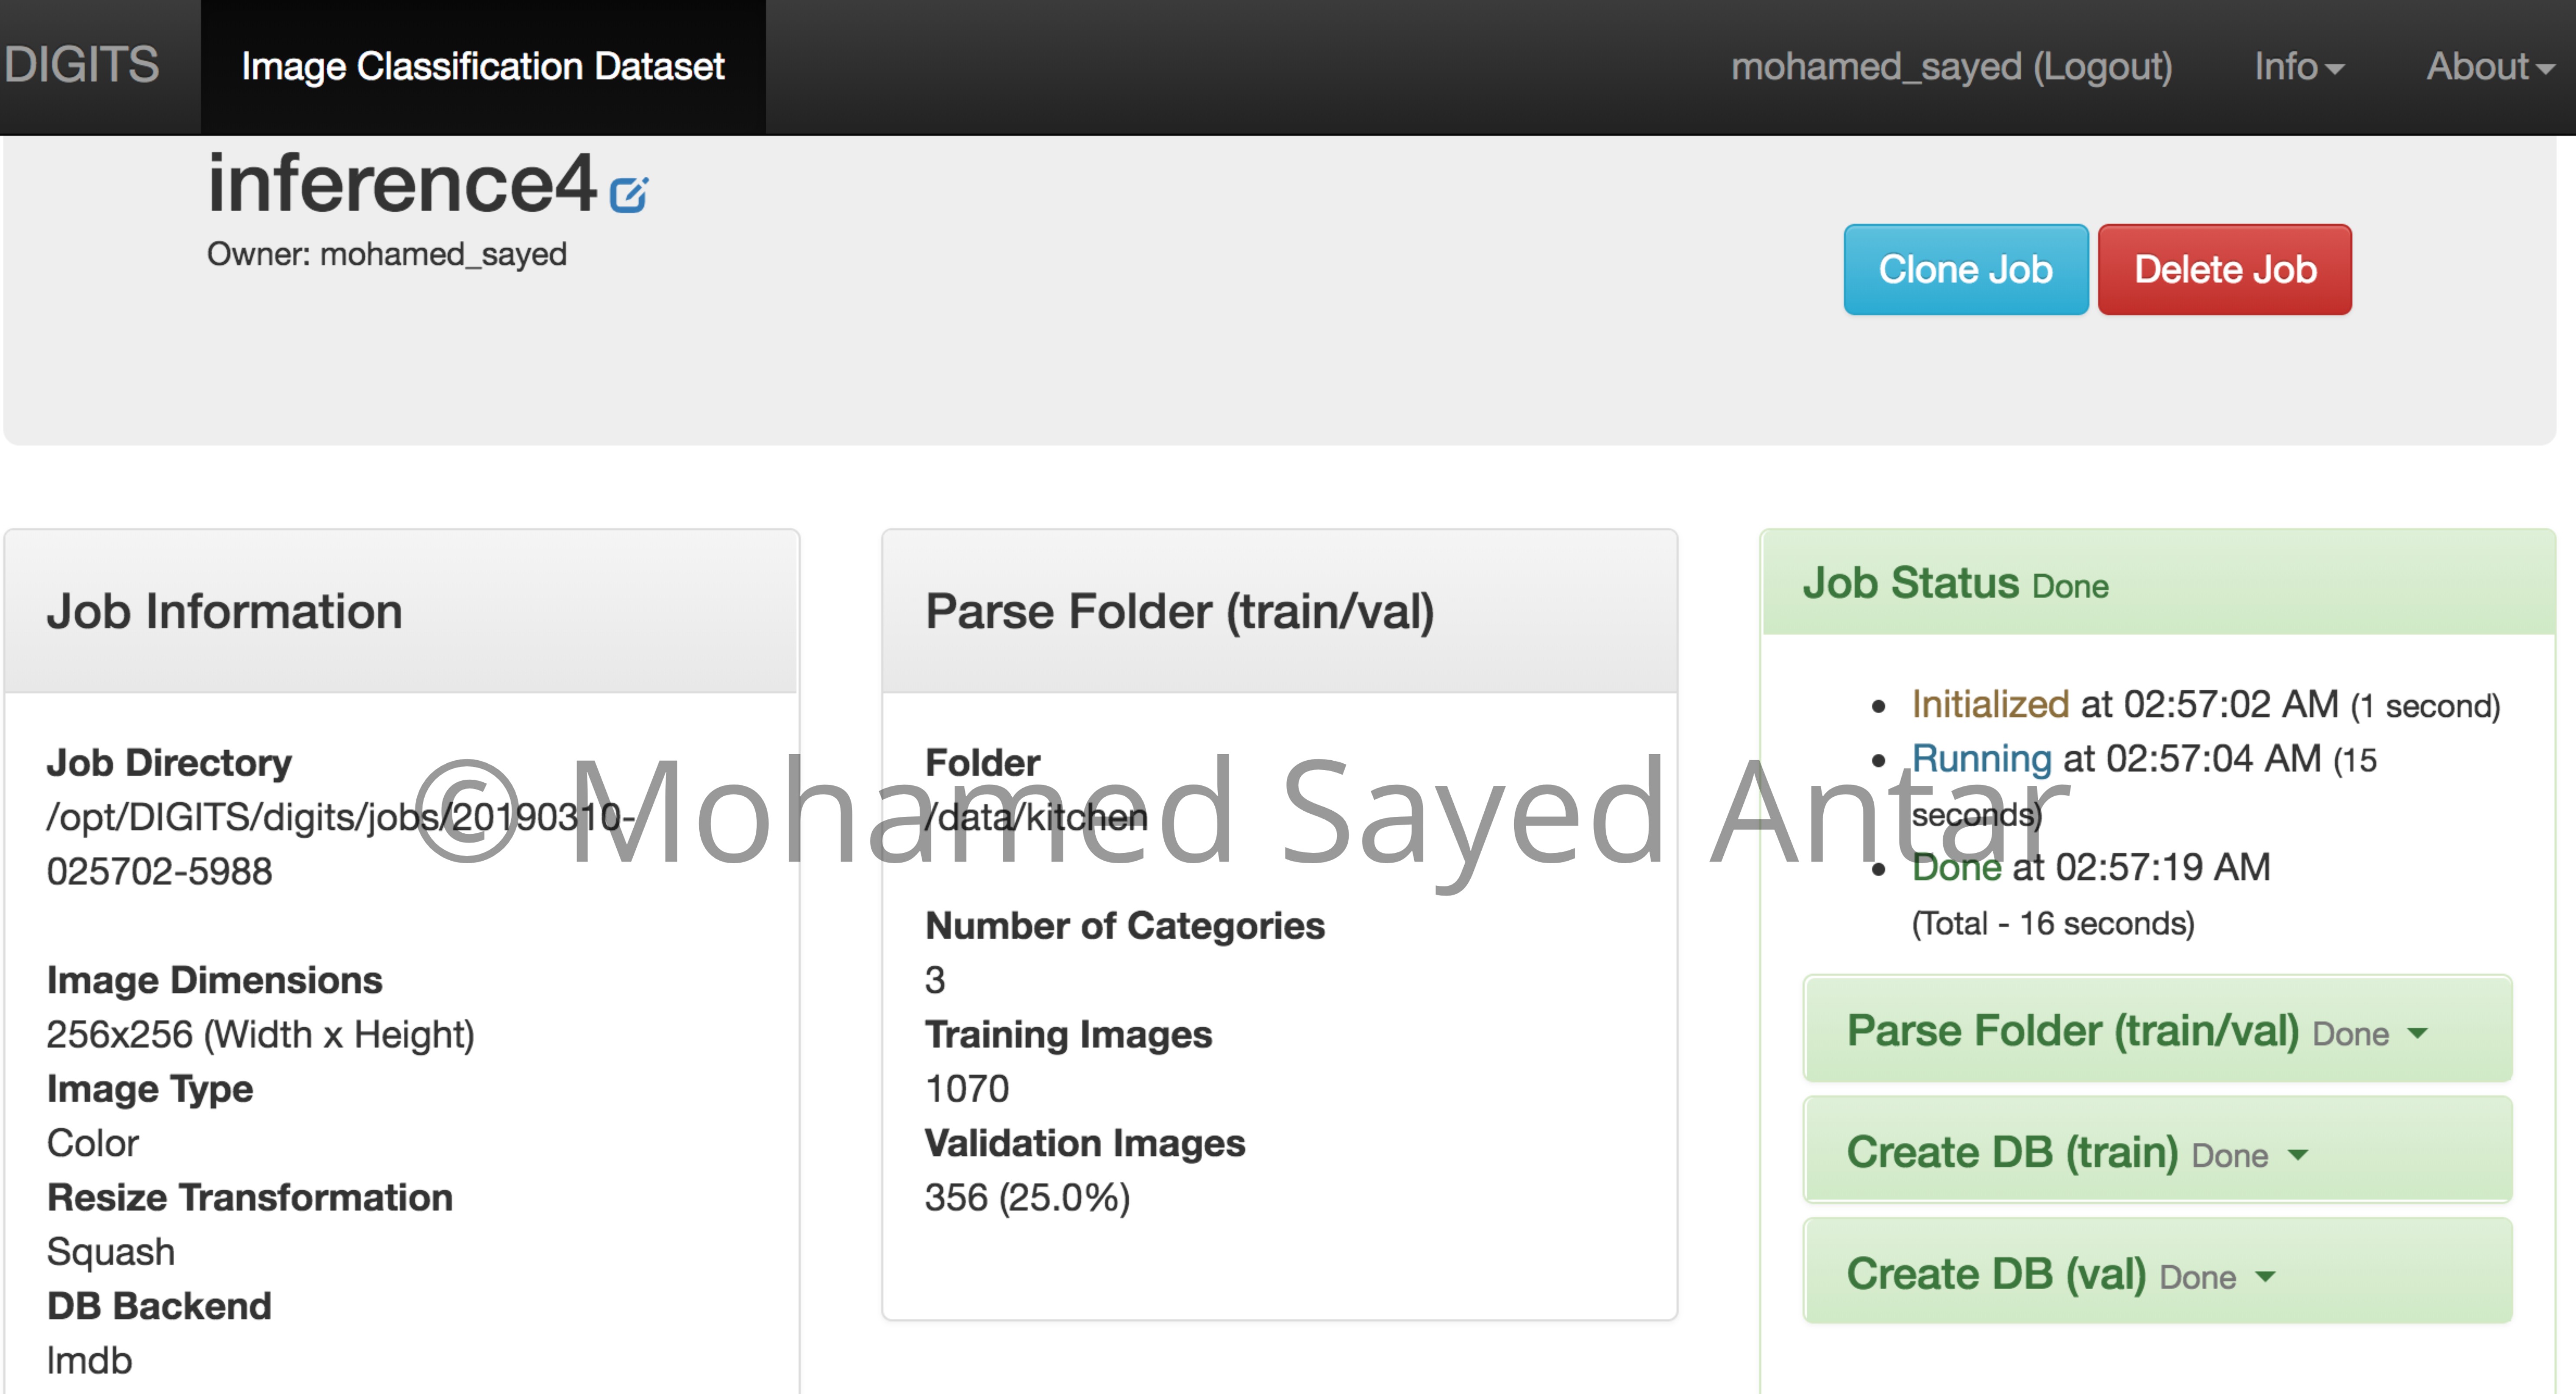 DIGITS
Image Classification Dataset
mohamed_sayed (Logout)
Info
About
inference4
Owner: mohamed_sayed
Clone Job
Delete Job
Job Information
Job Directory
/opt/DIGITS/digits/jobs/20190310-
025702-5988
Image Dimensions
256x256 (Width x Height)
Image Type
Color
Resize Transformation
Squash
DB Backend
lmdb
Parse Folder (train/val)
Folder
/data/kitchen
Number of Categories
3
Training Images
1070
Validation Images
356 (25.0%)
Job Status Done
Initialized at 02:57:02 AM (1 second)
Running at 02:57:04 AM (15
seconds)
Done at 02:57:19 AM
(Total - 16 seconds)
Parse Folder (train/val) Done
Create DB (train) Done
Create DB (val) Done
© Mohamed Sayed Antar